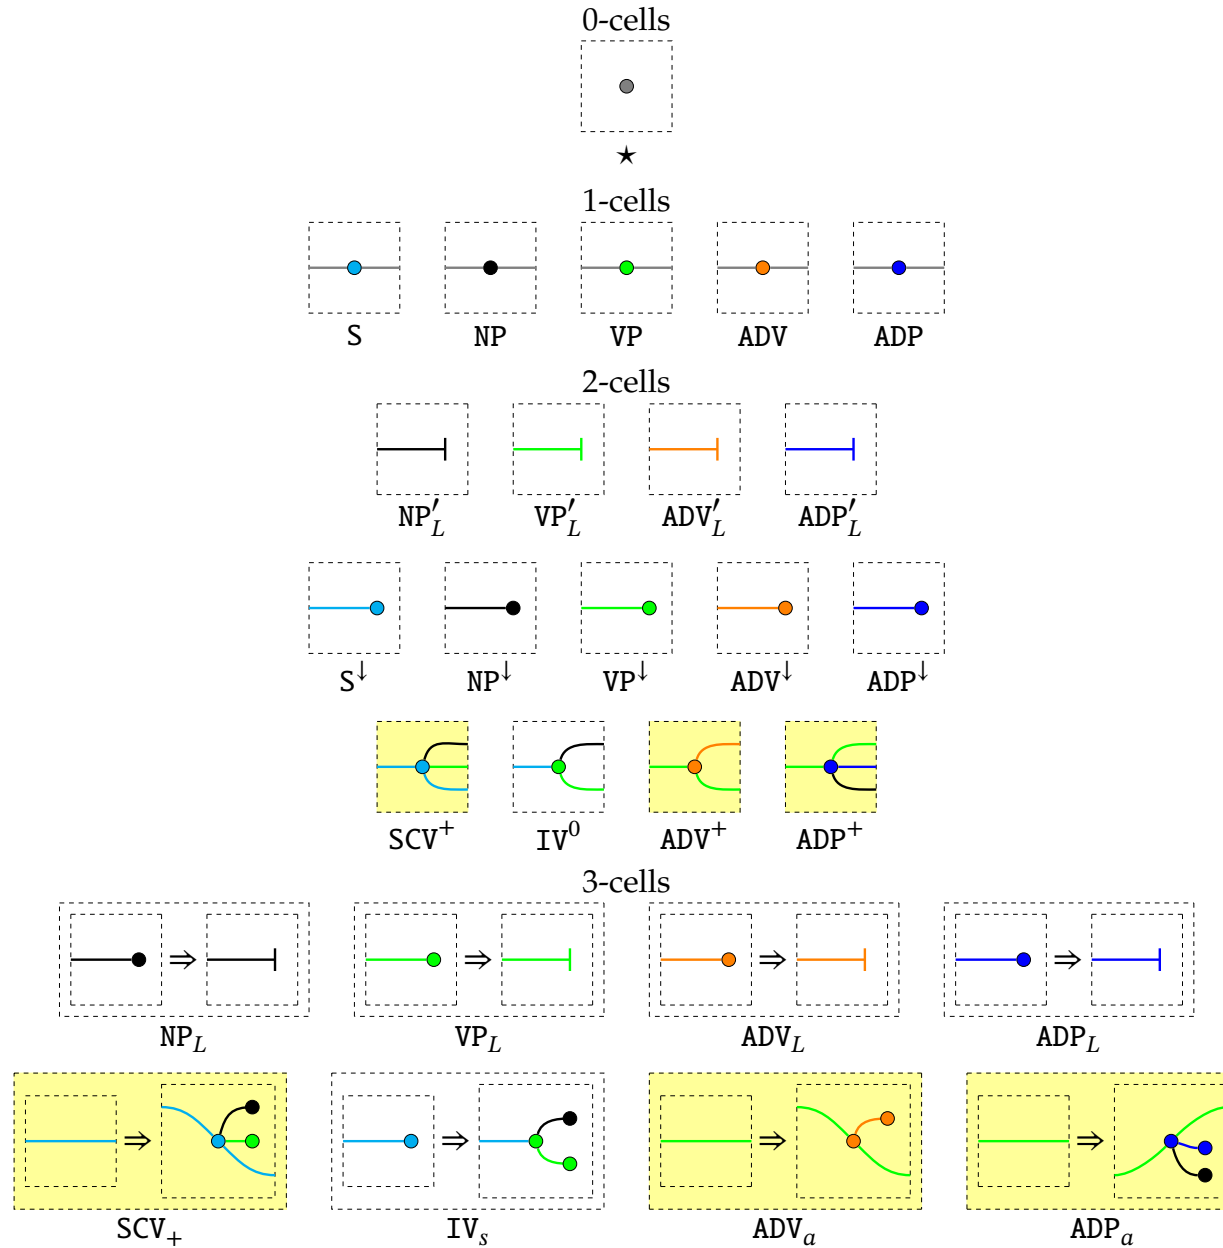 0-cells
⋆
1-cells
S NP VP ADV ADP
2-cells
NP′_L VP′_L ADV′_L ADP′_L
S↓ NP↓ VP↓ ADV↓ ADP↓
SCV⁺ IV⁰ ADV⁺ ADP⁺
3-cells
⇒ ⇒ ⇒ ⇒
NP_L VP_L ADV_L ADP_L
⇒ ⇒ ⇒ ⇒
SCV₊ IV_s ADV_a ADP_a